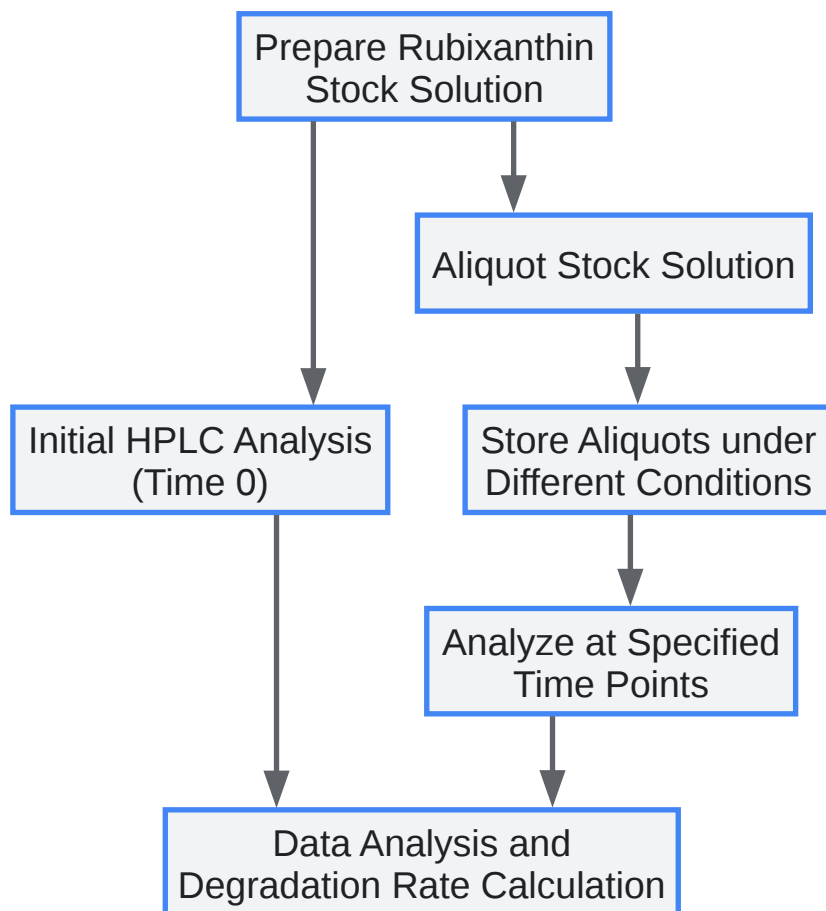 Prepare Rubixanthin
Stock Solution
Aliquot Stock Solution
Initial HPLC Analysis
(Time 0)
Store Aliquots under
Different Conditions
Analyze at Specified
Time Points
Data Analysis and
Degradation Rate Calculation